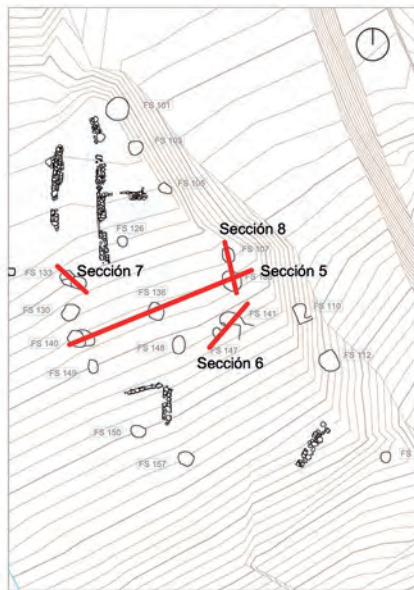 FS 101
FS 103
FS 105
FS 126
Sección 8
FS 107
FS 133
Sección 7
Sección 5
FS 136
FS 130
FS 141
FS 110
FS 140
FS 148
FS 147
Sección 6
FS 112
FS 149
FS 150
FS 157
FS